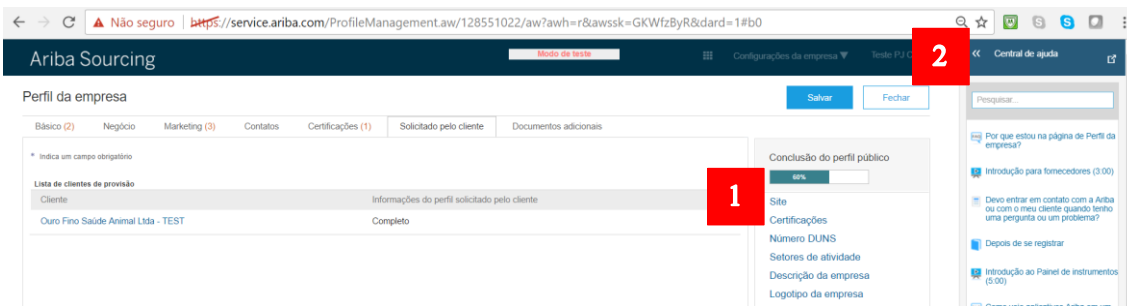 Não seguro | https://service.ariba.com/ProfileManagement.aw/128551022/aw?awh=r&awssk=GKWfzByR&dard=1#b0
Ariba Sourcing
Modo de teste
Configurações da empresa ▼
Teste PJ
2
Central de ajuda
Perfil da empresa
Salvar
Fechar
Pesquisar...
Básico (2)
Negócio
Marketing (3)
Contatos
Certificações (1)
Solicitado pelo cliente
Documentos adicionais
* Indica um campo obrigatório
Lista de clientes de provisão
Cliente
Informações do perfil solicitado pelo cliente
Ouro Fino Saúde Animal Ltda - TEST
Completo
1
Conclusão do perfil público
60%
Site
Certificações
Número DUNS
Setores de atividade
Descrição da empresa
Logotipo da empresa
Por que estou na página de Perfil da
empresa?
Introdução para fornecedores (3:00)
Devo entrar em contato com a Ariba
ou com o meu cliente quando tenho
uma pergunta ou um problema?
Depois de se registrar
Introdução ao Painel de instrumentos
(5:00)